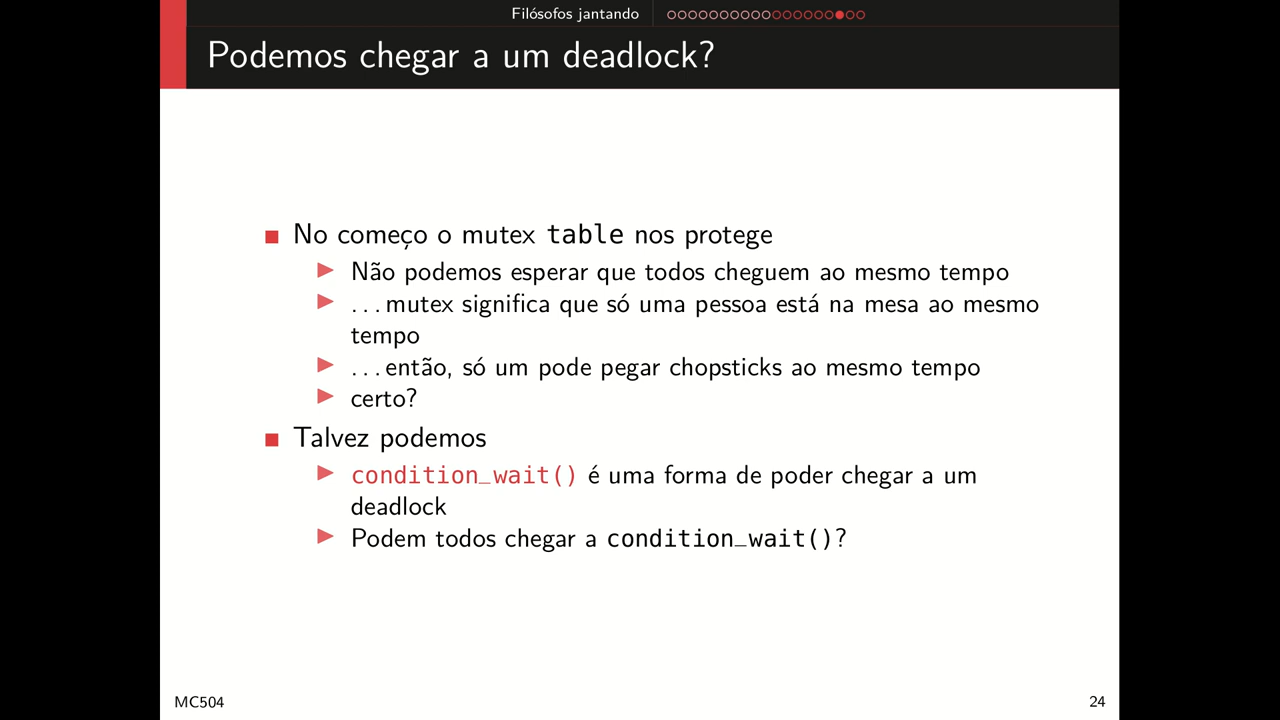 Filósofos jantando
Podemos chegar a um deadlock?
No começo o mutex table nos protege
Não podemos esperar que todos cheguem ao mesmo tempo
...mutex significa que só uma pessoa está na mesa ao mesmo
tempo
...então, só um pode pegar chopsticks ao mesmo tempo
certo?
Talvez podemos
condition_wait() é uma forma de poder chegar a um
deadlock
Podem todos chegar a condition_wait()?
MC504
24